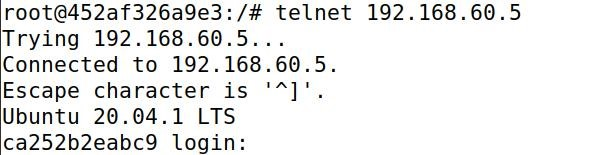 root@452af326a9e3:/# telnet 192.168.60.5
Trying 192.168.60.5...
Connected to 192.168.60.5.
Escape character is '^]'.
Ubuntu 20.04.1 LTS
ca252b2eabc9 login: